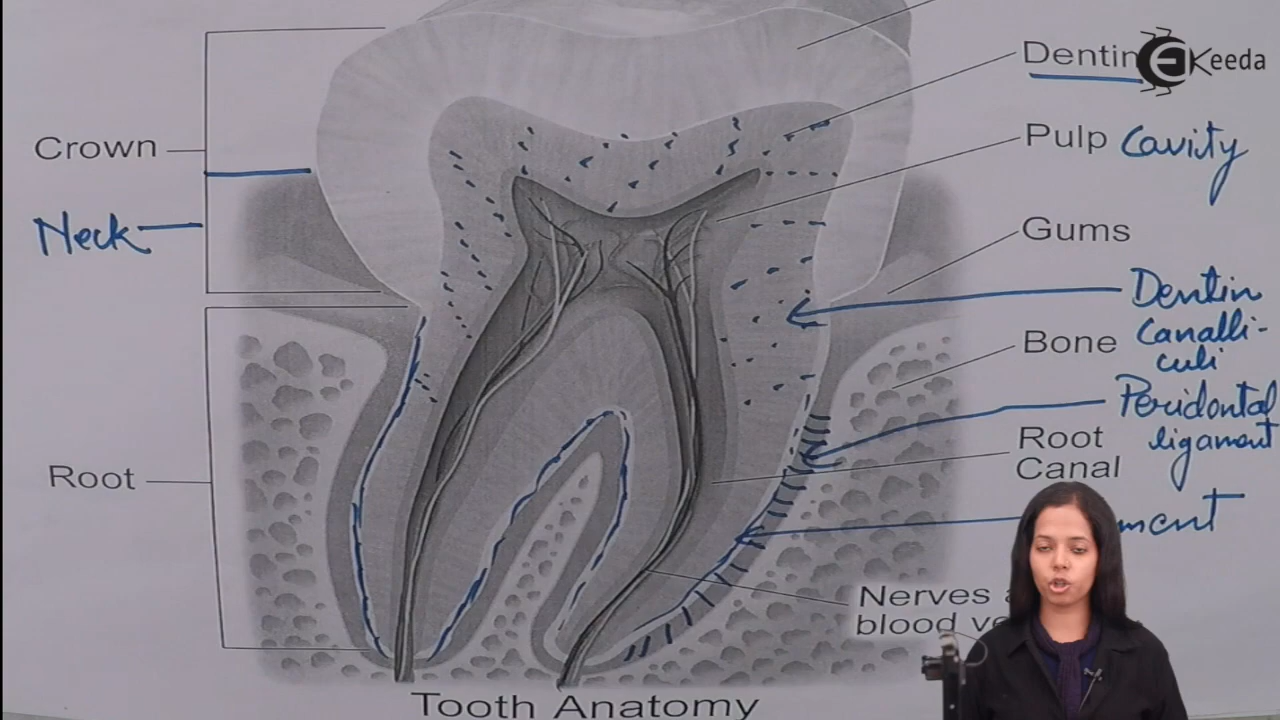 Dentin
Keeda
Crown
Pulp Cavity
Neck
Gums
Dentin
Canalli-
culi
Bone
Peridontal
ligament
Root
Canal
Root
Nerves
blood
Tooth Anatomy